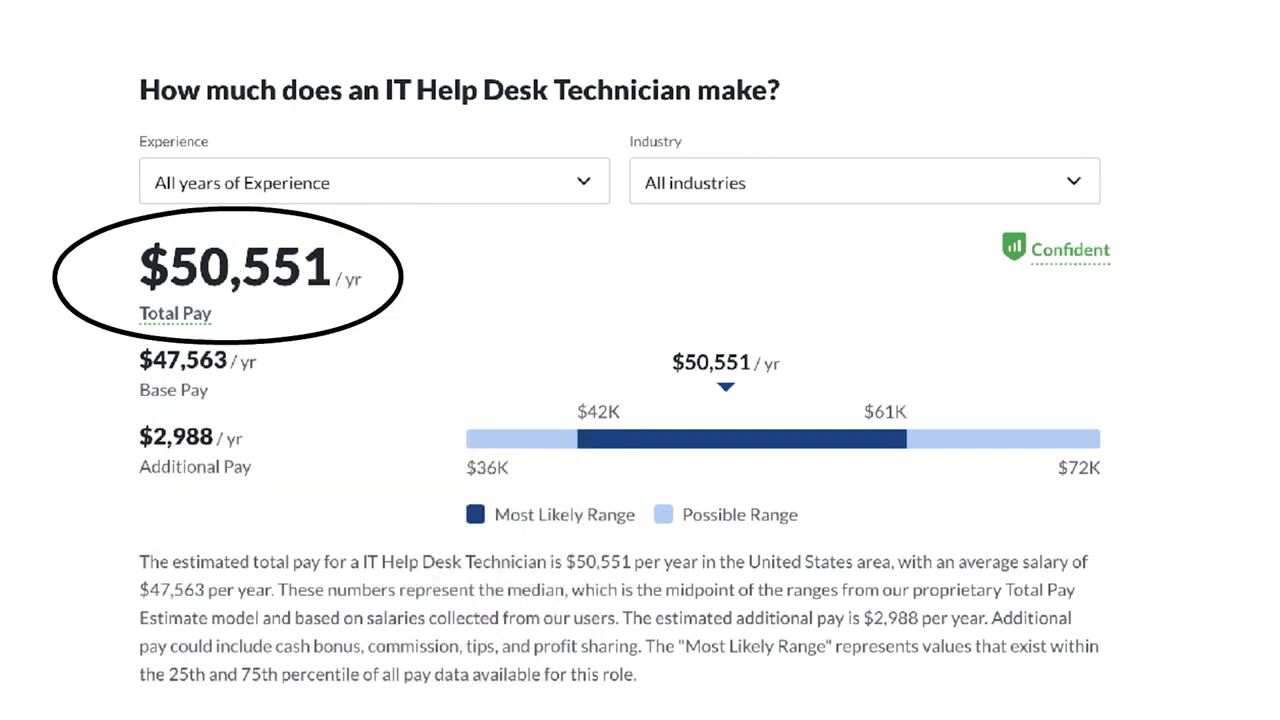 How much does an IT Help Desk Technician make?
Experience
Industry
All years of Experience
All industries
$50,551 / yr
Confident
Total Pay
$47,563 / yr
$50,551 / yr
Base Pay
$42K
$61K
$2,988 / yr
Additional Pay
$36K
$72K
Most Likely Range
Possible Range
The estimated total pay for a IT Help Desk Technician is $50,551 per year in the United States area, with an average salary of
$47,563 per year. These numbers represent the median, which is the midpoint of the ranges from our proprietary Total Pay
Estimate model and based on salaries collected from our users. The estimated additional pay is $2,988 per year. Additional
pay could include cash bonus, commission, tips, and profit sharing. The "Most Likely Range" represents values that exist within
the 25th and 75th percentile of all pay data available for this role.